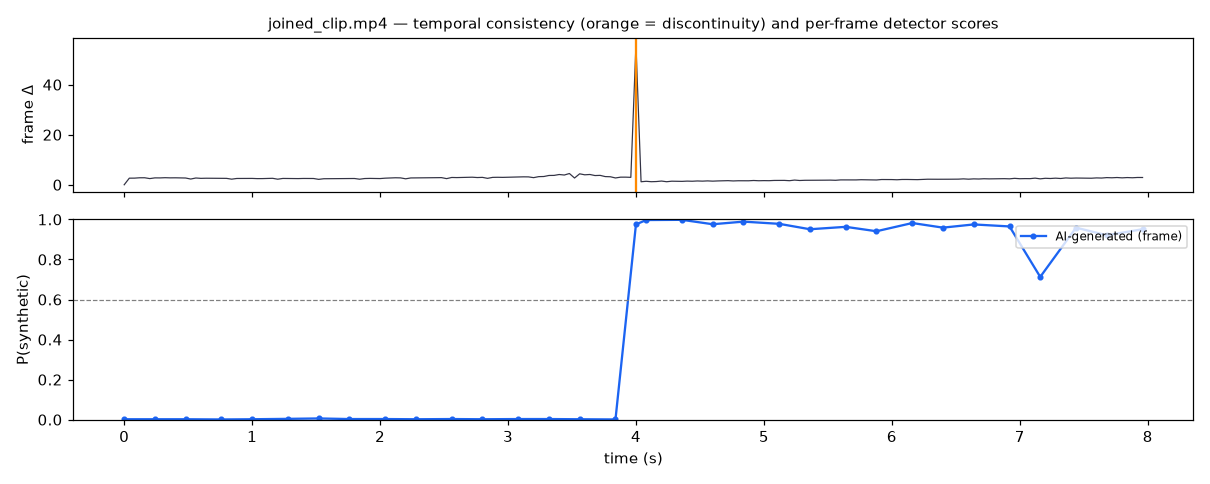 joined_clip.mp4 — temporal consistency (orange = discontinuity) and per-frame detector scores
frame Δ
40
20
0
P(synthetic)
1.0
0.8
0.6
0.4
0.2
0.0
AI-generated (frame)
0 1 2 3 4 5 6 7 8
time (s)